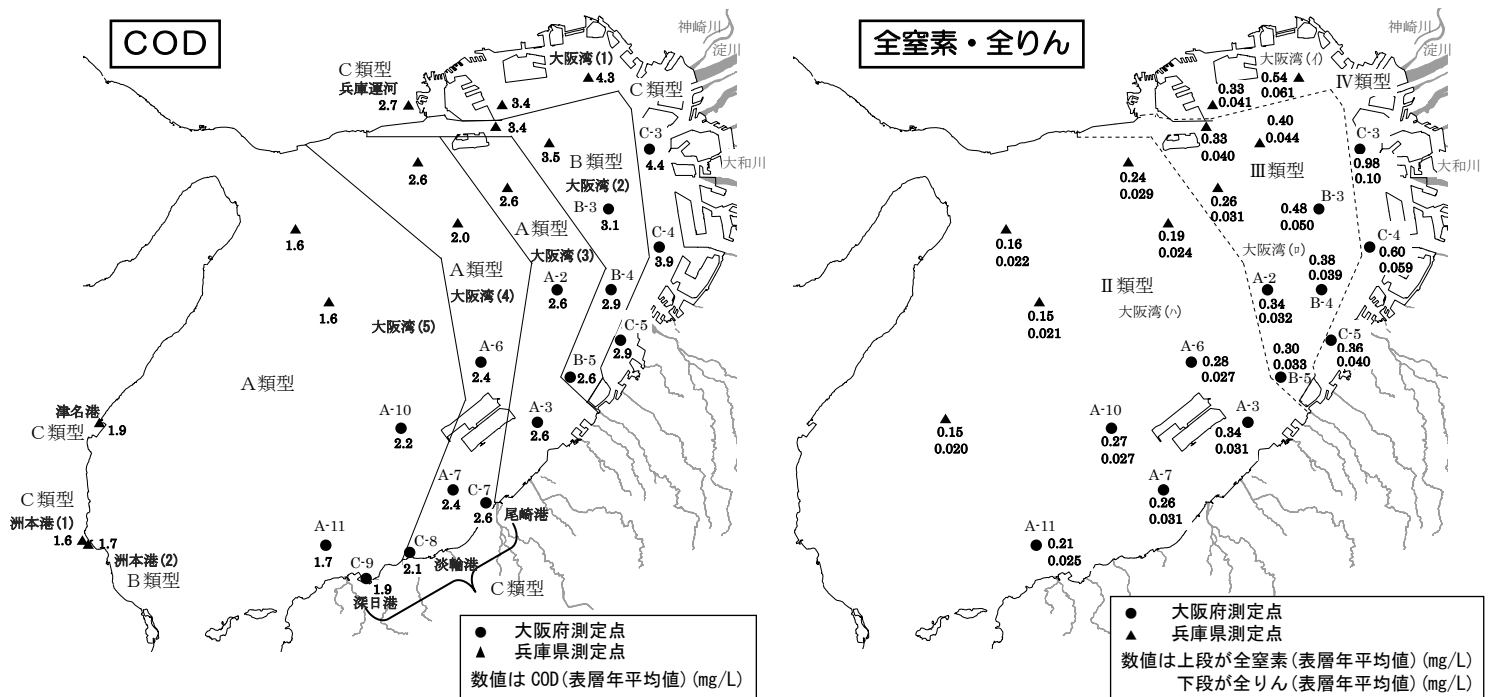 COD
神崎川
淀川
大阪湾(1)
4.3
C類型
C類型
兵庫運河
2.7
3.4
3.4
3.5
C-3
4.4
大和川
B類型
2.6
大阪湾(2)
2.6
B-3
3.1
A類型
2.0
1.6
C-4
3.9
大阪湾(3)
A類型
A-2
2.6
B-4
2.9
大阪湾(4)
1.6
大阪湾(5)
C-5
2.9
A-6
2.4
B-5
2.6
A類型
津名港
1.9
C類型
A-10
2.2
A-3
2.6
A-7
2.4
C-7
2.6
C類型
洲本港(1)
1.6
1.7
洲本港(2)
B類型
尾崎港
A-11
1.7
C-8
2.1
淡輪港
C-9
1.9
深日港
C類型
● 大阪府測定点
▲ 兵庫県測定点
数値は COD(表層年平均値)(mg/L)
全窒素・全りん
神崎川
淀川
大阪湾(イ)
0.54
0.061
Ⅳ類型
0.33
0.041
0.40
0.044
0.33
0.040
C-3
0.98
0.10
大和川
Ⅲ類型
0.24
0.029
0.26
0.031
B-3
0.48
0.050
0.19
0.024
0.16
0.022
大阪湾(ロ)
C-4
0.60
0.059
0.38
0.039
B-4
Ⅱ類型
A-2
0.34
0.032
大阪湾(ハ)
0.15
0.021
C-5
0.36
0.040
0.30
0.033
B-5
A-6
0.28
0.027
0.15
0.020
A-10
0.27
0.027
A-3
0.34
0.031
A-7
0.26
0.031
A-11
0.21
0.025
● 大阪府測定点
▲ 兵庫県測定点
数値は上段が全窒素(表層年平均値)(mg/L)
下段が全りん(表層年平均値)(mg/L)